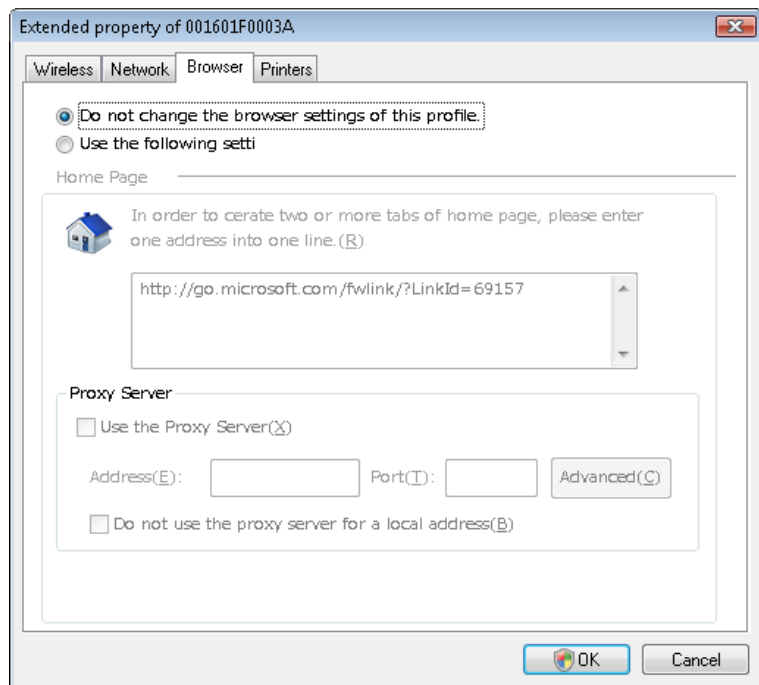 Extended property of 001601F0003A
Wireless Network Browser Printers
Do not change the browser settings of this profile.
Use the following setti
Home Page
In order to cerate two or more tabs of home page, please enter
one address into one line.(R)
http://go.microsoft.com/fwlink/?LinkId=69157
Proxy Server
Use the Proxy Server(X)
Address(E): Port(T): Advanced(C)
Do not use the proxy server for a local address(B)
OK Cancel